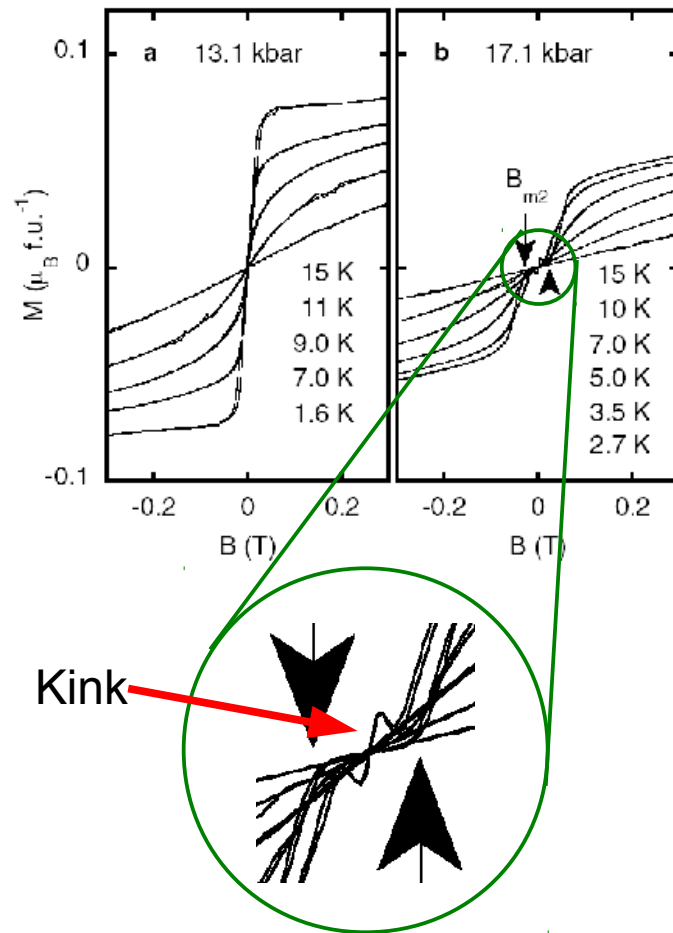 a 13.1 kbar
b 17.1 kbar
0.1
0
-0.1
M (μB f.u.-1)
Bm2
15 K
11 K
9.0 K
7.0 K
1.6 K
15 K
10 K
7.0 K
5.0 K
3.5 K
2.7 K
-0.2 0 0.2
-0.2 0 0.2
B (T)
B (T)
Kink